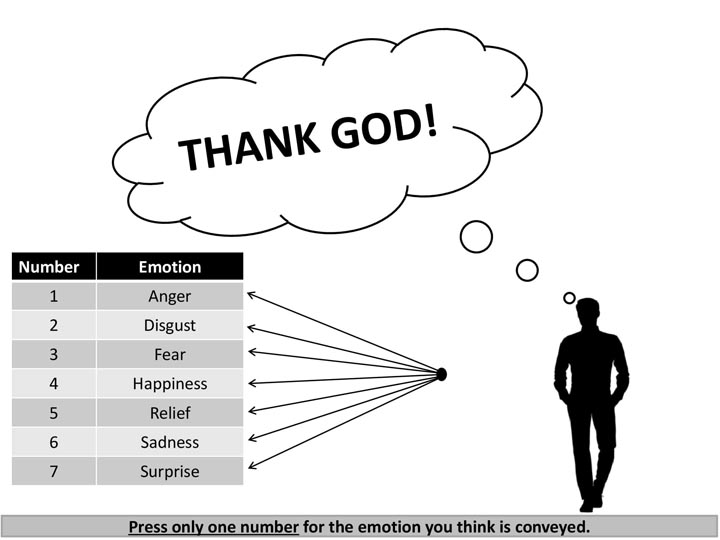 THANK GOD!
Number Emotion
1 Anger
2 Disgust
3 Fear
4 Happiness
5 Relief
6 Sadness
7 Surprise
Press only one number for the emotion you think is conveyed.